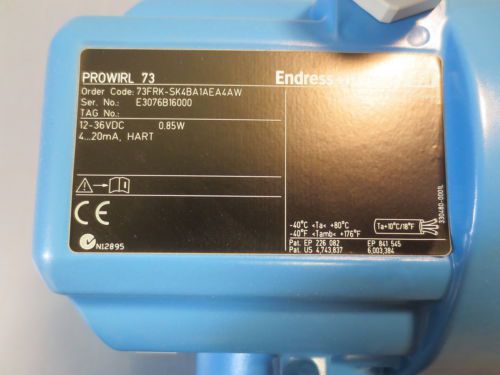 PROWIRL 73
Endress
Order Code: 73FRK-SK4BA1AEA4AW
Ser. No.: E3076B16000
TAG No.:
12-36VDC 0.85W
4...20mA, HART
CE
N12895
-40°C <Ta< +80°C
-40°F <Tamb< +176°F
Ta+10°C/18°F
Pat. EP 226 082 EP 841 545
Pat. US 4,743,837 6,003,384
330480-0001L